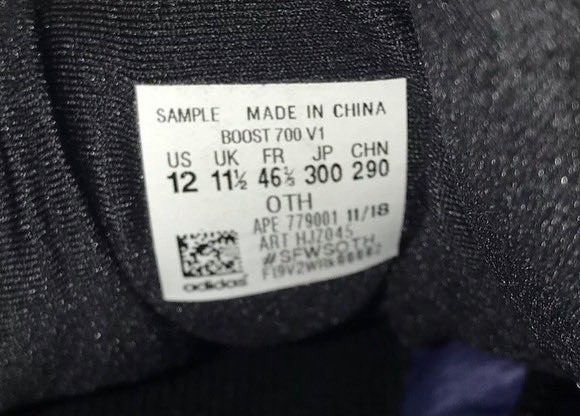 SAMPLE MADE IN CHINA
BOOST 700 V1
US UK FR JP CHN
12 11½ 46⅔ 300 290
OTH
APE 779001 11/18
ART HJ7045
#SFWSOTH
adidas